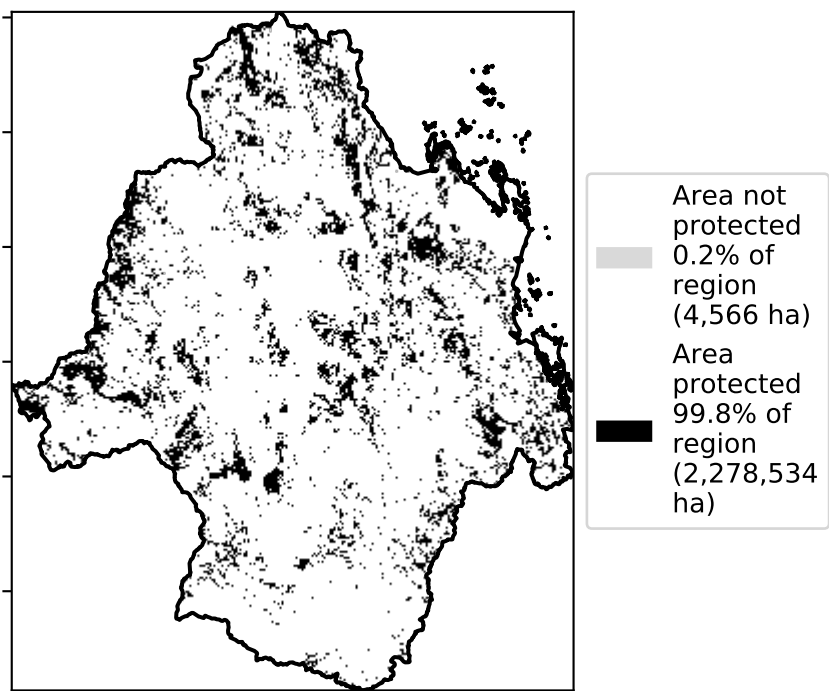 Area not
protected
0.2% of
region
(4,566 ha)
Area
protected
99.8% of
region
(2,278,534
ha)